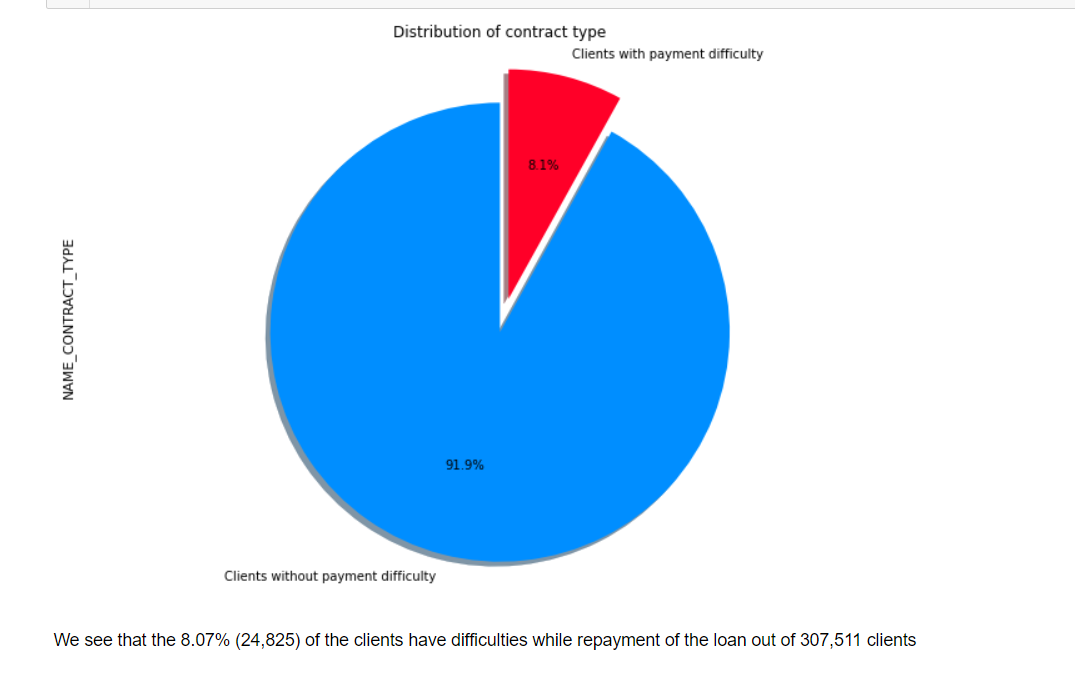 Distribution of contract type
Clients with payment difficulty
8.1%
NAME_CONTRACT_TYPE
91.9%
Clients without payment difficulty
We see that the 8.07% (24,825) of the clients have difficulties while repayment of the loan out of 307,511 clients